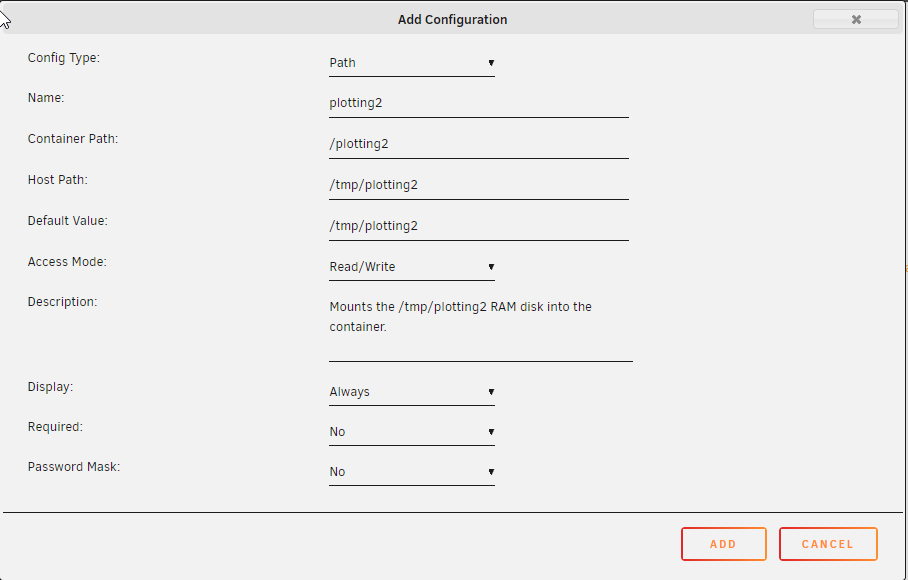 Add Configuration
Config Type:
Path
Name:
plotting2
Container Path:
/plotting2
Host Path:
/tmp/plotting2
Default Value:
/tmp/plotting2
Access Mode:
Read/Write
Description:
Mounts the /tmp/plotting2 RAM disk into the
container.
Display:
Always
Required:
No
Password Mask:
No
ADD CANCEL